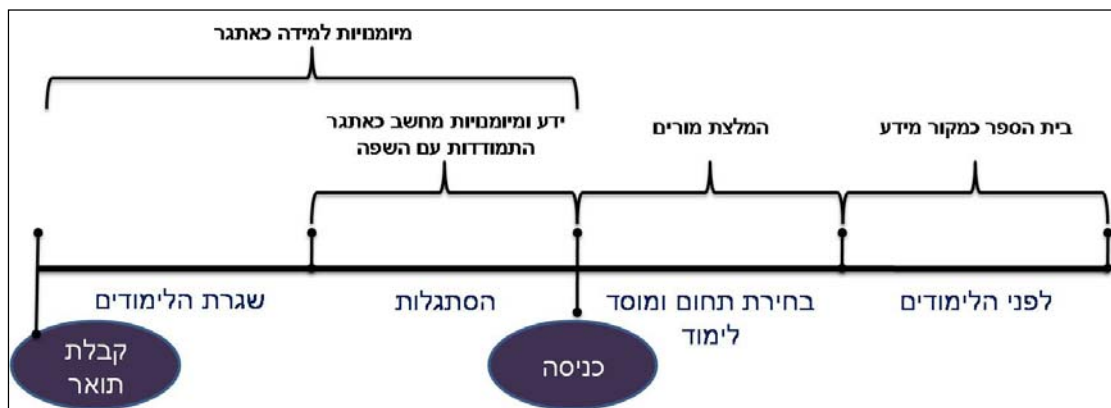 מיומנויות למידה כאתגר
בית הספר כמקור מידע
המלצת מורים
ידע ומיומנויות מחשב כאתגר
התמודדות עם השפה
לפני הלימודים
בחירת תחום ומוסד
לימוד
הסתגלות
שגרת הלימודים
כניסה
קבלת
תואר